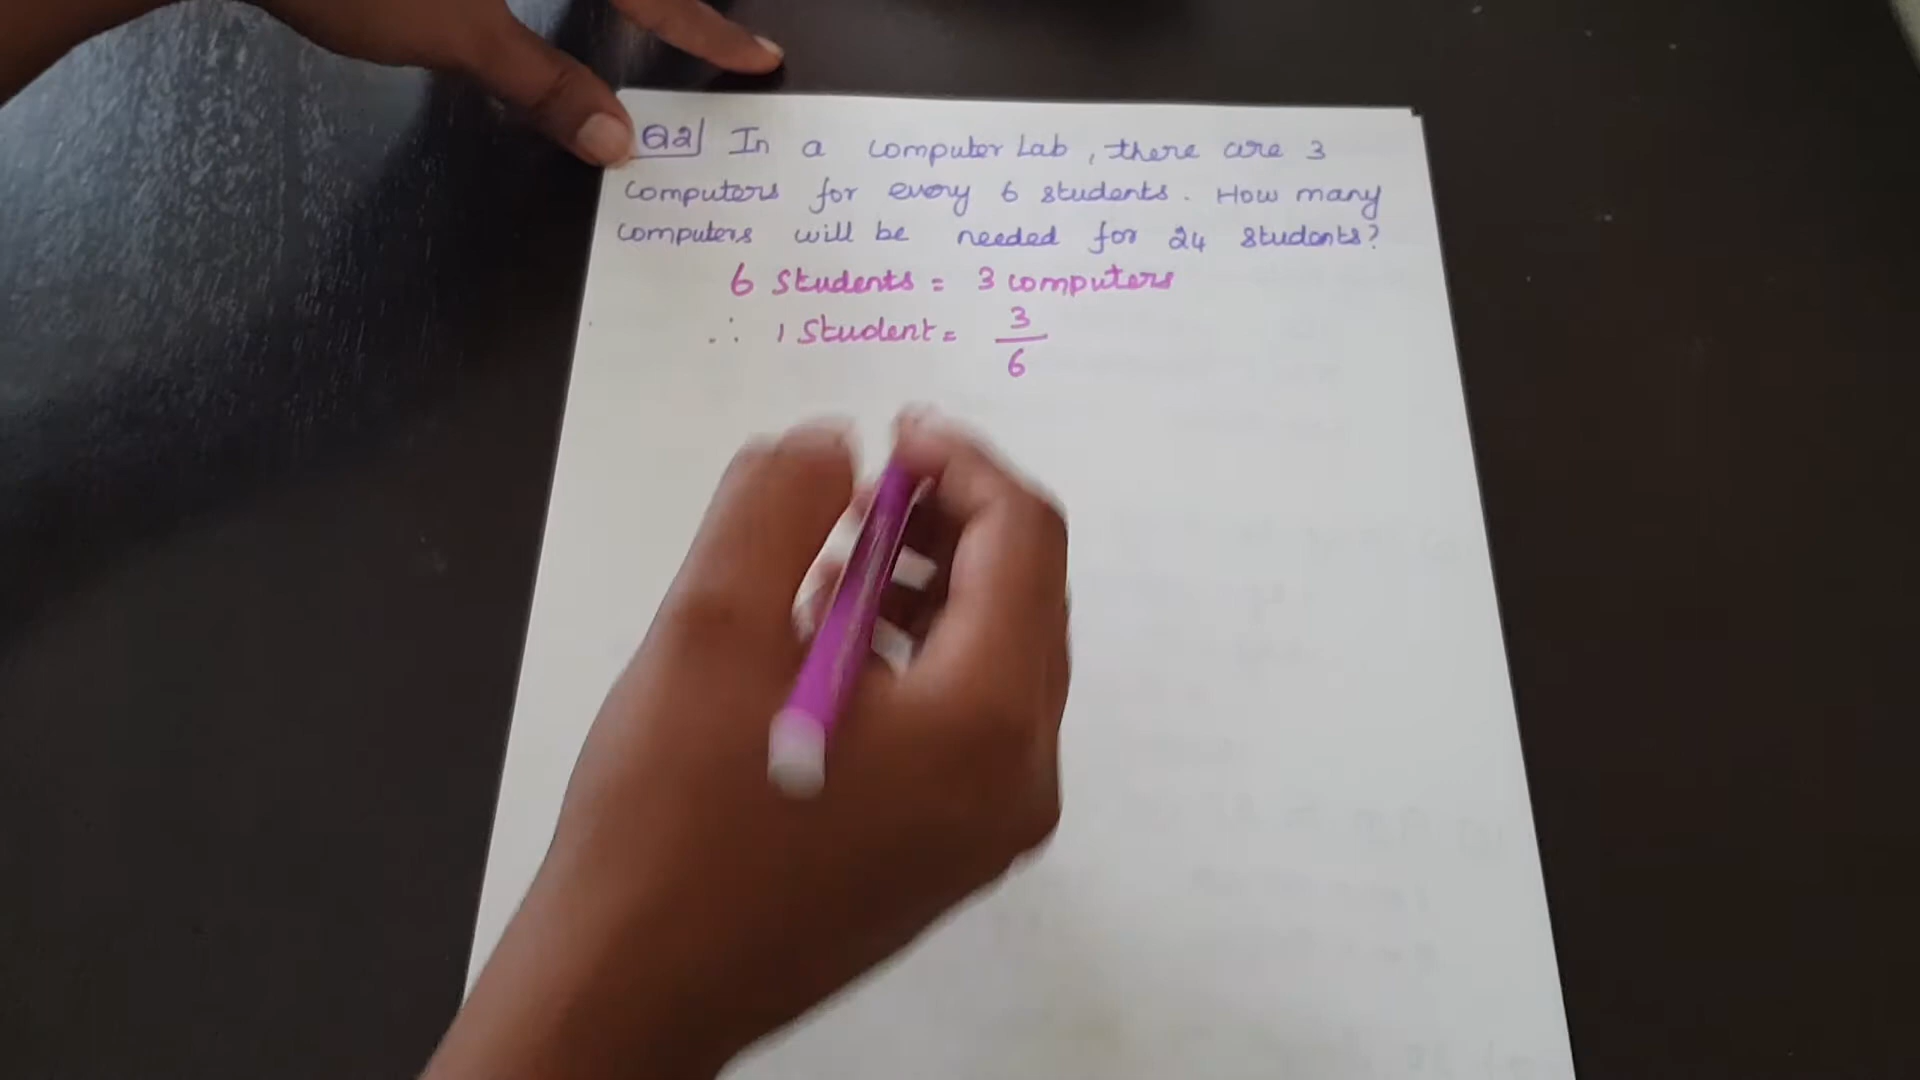 Q2 In a computer Lab, there are 3
computers for every 6 students. How many
computers will be needed for 24 students?
6 Students = 3 computers
∴ 1 Student = 3/6